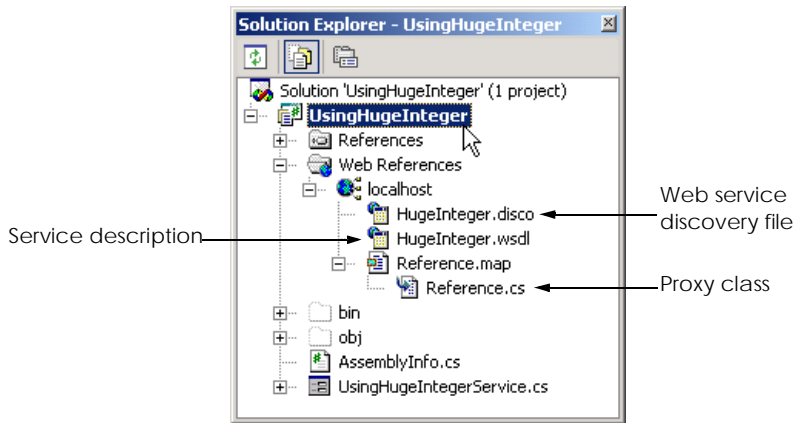 Solution Explorer - UsingHugeInteger
Solution 'UsingHugeInteger' (1 project)
UsingHugeInteger
References
Web References
localhost
HugeInteger.disco
Web service
discovery file
Service description
HugeInteger.wsdl
Reference.map
Reference.cs
Proxy class
bin
obj
AssemblyInfo.cs
UsingHugeIntegerService.cs